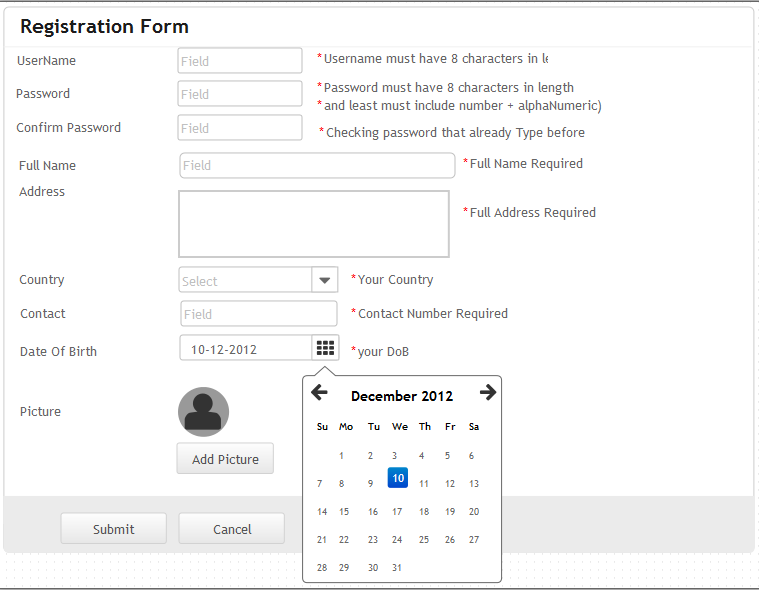 Registration Form
UserName Field *Username must have 8 characters in
Password Field *Password must have 8 characters in length
*and least must include number + alphaNumeric)
Confirm Password Field *Checking password that already Type before
Full Name Field *Full Name Required
Address
*Full Address Required
Country Select *Your Country
Contact Field *Contact Number Required
Date Of Birth 10-12-2012 *your DoB
December 2012
Picture
Su Mo Tu We Th Fr Sa
1 2 3 4 5 6
Add Picture
7 8 9 10 11 12 13
14 15 16 17 18 19 20
Submit Cancel
21 22 23 24 25 26 27
28 29 30 31